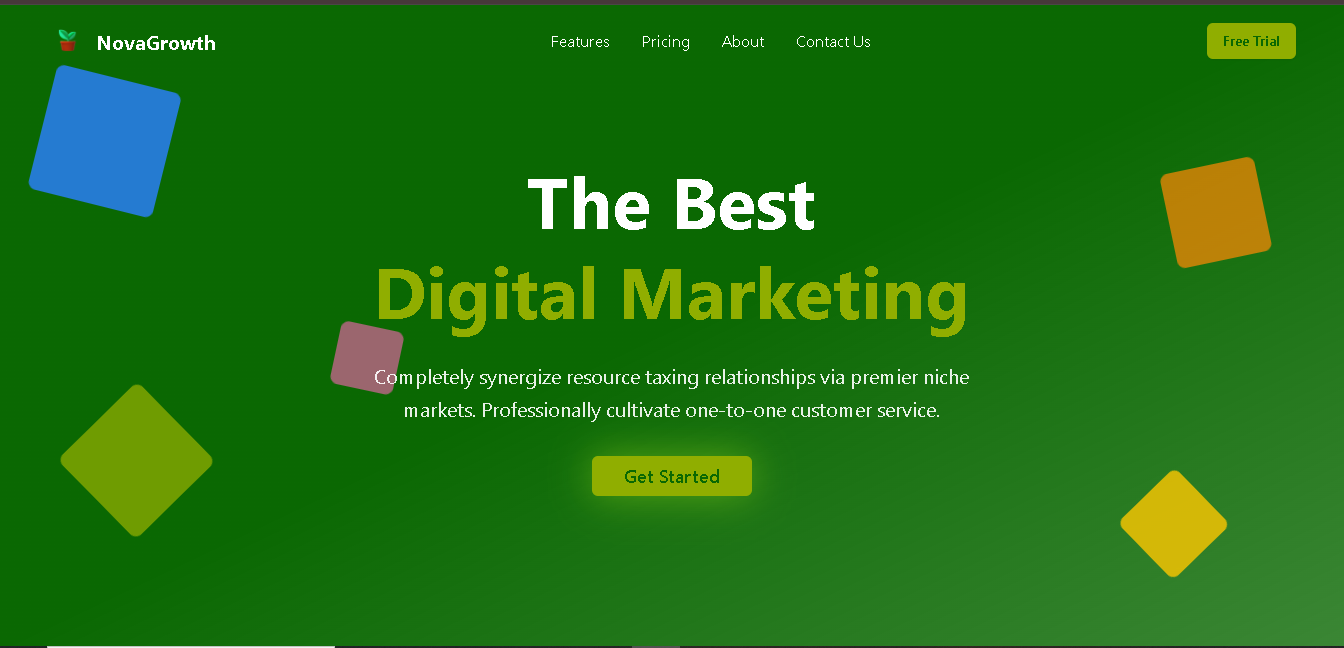 NovaGrowth
Features
Pricing
About
Contact Us
Free Trial
The Best
Digital Marketing
Completely synergize resource taxing relationships via premier niche
markets. Professionally cultivate one-to-one customer service.
Get Started